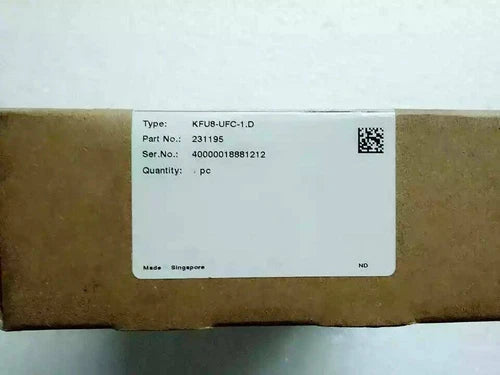 Type: KFU8-UFC-1.D
Part No.: 231195
Ser.No.: 40000018881212
Quantity: . pc
Made Singapore ND